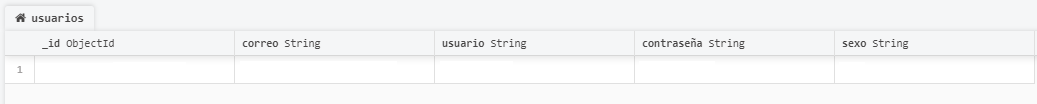 usuarios
_id ObjectId correo String usuario String contraseña String sexo String
1